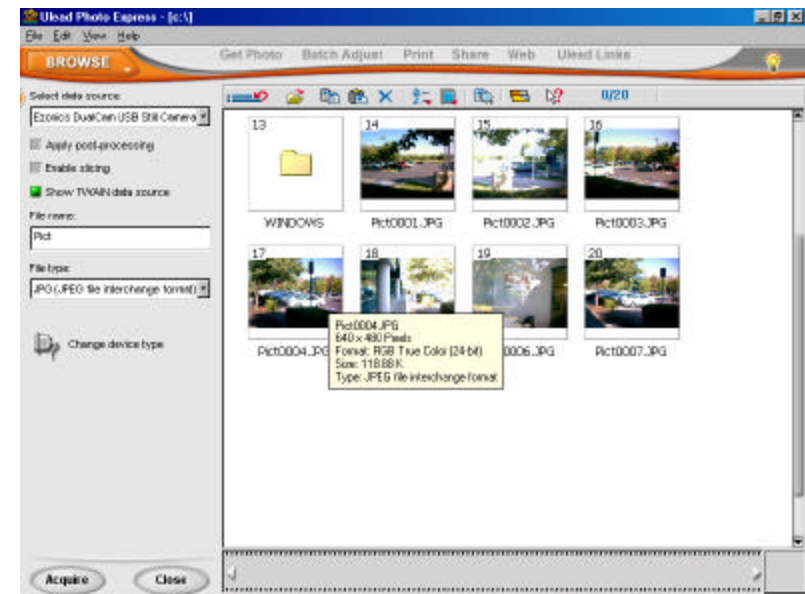 Ulead Photo Express - [c:\]
File Edit View Help
BROWSE
Get Photo Batch Adjust Print Share Web Ulead Links
Select data source:
Ezonics DualCam USB Still Camera
0/20
Apply post-processing
Enable slicing
Show TWAIN data source
File name:
Pict
File type:
JPG (JPEG file interchange format)
Change device type
13
WINDOWS
14
Pict0001.JPG
15
Pict0002.JPG
16
Pict0003.JPG
17
Pict0004.JPG
18
19
0006.JPG
20
Pict0007.JPG
Pict0004.JPG
640 x 480 Pixels
Format: RGB True Color (24-bit)
Size: 118.88 K
Type: JPEG file interchange format
Acquire
Close